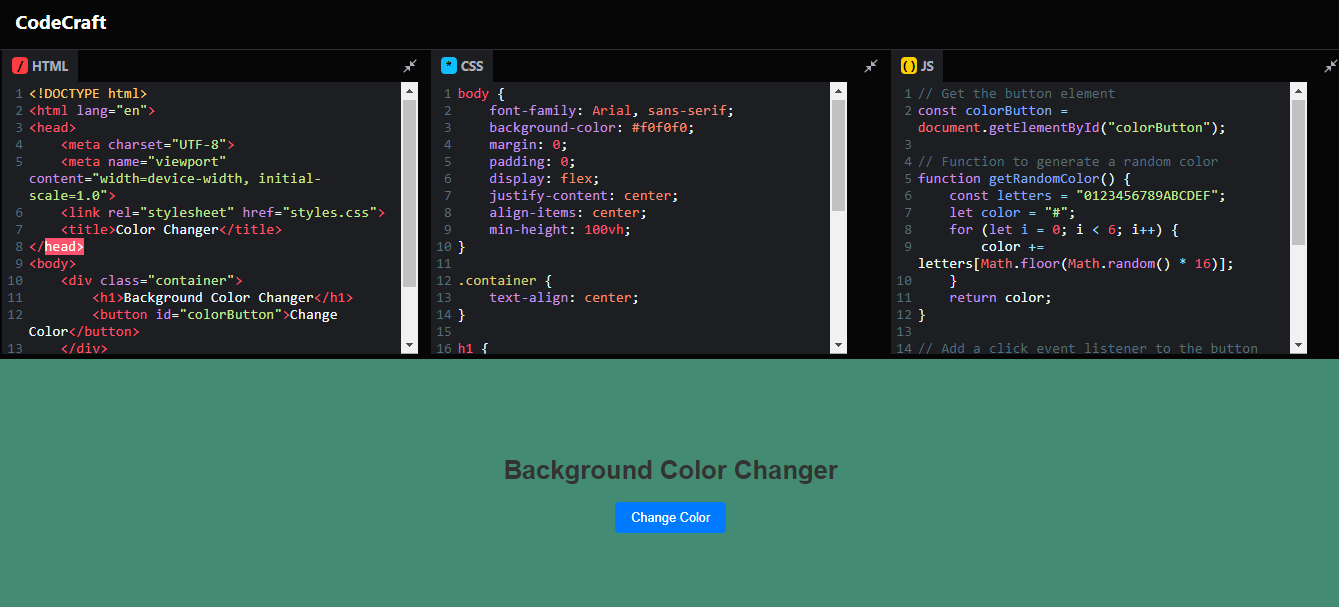 CodeCraft
/ HTML
* CSS
() JS
1 <!DOCTYPE html>
2 <html lang="en">
3 <head>
4     <meta charset="UTF-8">
5     <meta name="viewport"
content="width=device-width, initial-
scale=1.0">
6     <link rel="stylesheet" href="styles.css">
7     <title>Color Changer</title>
8 </head>
9 <body>
10     <div class="container">
11         <h1>Background Color Changer</h1>
12         <button id="colorButton">Change
Color</button>
13     </div>
1 body {
2     font-family: Arial, sans-serif;
3     background-color: #f0f0f0;
4     margin: 0;
5     padding: 0;
6     display: flex;
7     justify-content: center;
8     align-items: center;
9     min-height: 100vh;
10 }
11
12 .container {
13     text-align: center;
14 }
15
16 h1 {
1 // Get the button element
2 const colorButton =
document.getElementById("colorButton");
3
4 // Function to generate a random color
5 function getRandomColor() {
6     const letters = "0123456789ABCDEF";
7     let color = "#";
8     for (let i = 0; i < 6; i++) {
9         color +=
letters[Math.floor(Math.random() * 16)];
10     }
11     return color;
12 }
13
14 // Add a click event listener to the button
Background Color Changer
Change Color